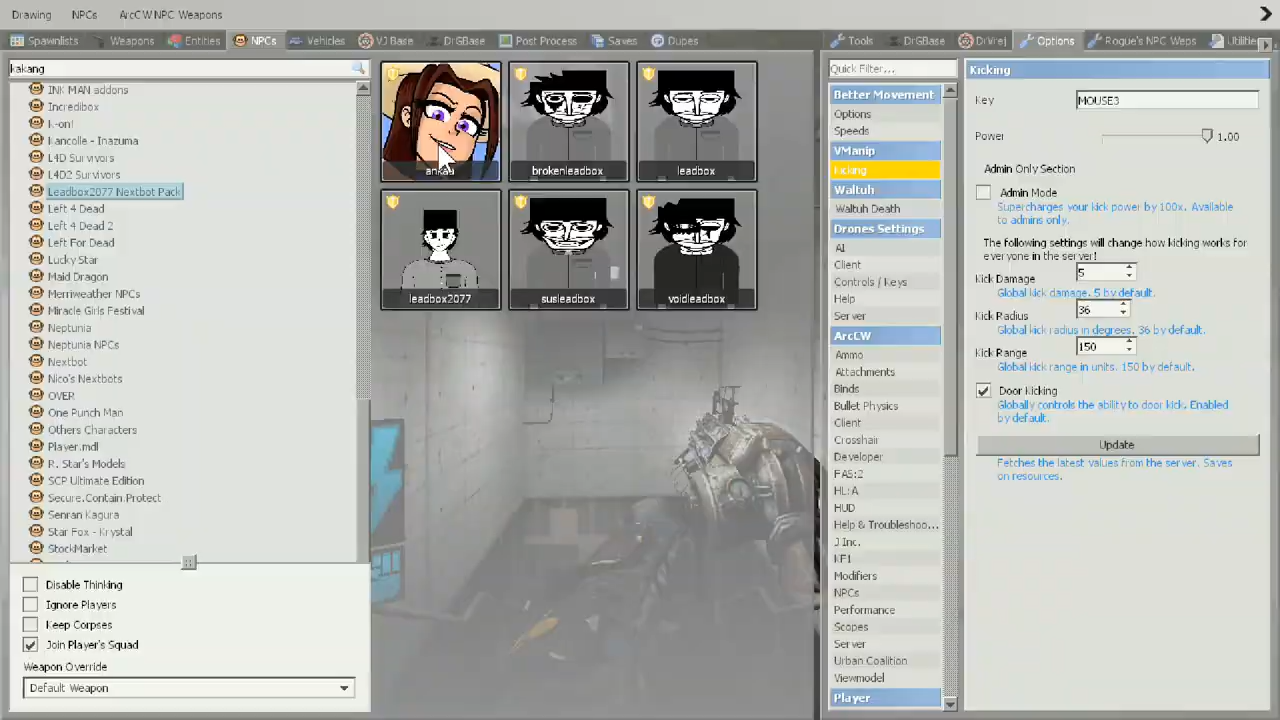 Drawing NPCs ArcCW NPC Weapons
Spawnlists Weapons Entities NPCs Vehicles VJ Base DrGBase Post Process Saves Dupes
Tools DrGBase DrVrej Options Rogue's NPC Weps Utilitie
kakang
INK MAN addons
Incredibox
K-on!
Kancolle - Inazuma
L4D Survivors
L4D2 Survivors
Leadbox2077 Nextbot Pack
Left 4 Dead
Left 4 Dead 2
Left For Dead
Lucky Star
Maid Dragon
Merriweather NPCs
Miracle Girls Festival
Neptunia
Neptunia NPCs
Nextbot
Nico's Nextbots
OVER
One Punch Man
Others Characters
Player.mdl
R. Star's Models
SCP Ultimate Edition
Secure.Contain.Protect
Senran Kagura
Star Fox - Krystal
StockMarket
Disable Thinking
Ignore Players
Keep Corpses
Join Player's Squad
Weapon Override
Default Weapon
brokenleadbox
leadbox
leadbox2077
susleadbox
voidleadbox
Quick Filter...
Better Movement
Options
Speeds
VManip
Kicking
Waltuh
Waltuh Death
Drones Settings
AI
Client
Controls / Keys
Help
Server
ArcCW
Ammo
Attachments
Binds
Bullet Physics
Client
Crosshair
Developer
FAS:2
HL: A
HUD
Help & Troubleshoo...
J Inc.
KF1
Modifiers
NPCs
Performance
Scopes
Server
Urban Coalition
Viewmodel
Player
Kicking
Key MOUSE3
Power 1.00
Admin Only Section
Admin Mode
Supercharges your kick power by 100x. Available
to admins only.
The following settings will change how kicking works for
everyone in the server!
Kick Damage 5
Global kick damage. 5 by default.
Kick Radius 36
Global kick radius in degrees. 36 by default.
Kick Range 150
Global kick range in units. 150 by default.
Door Kicking
Globally controls the ability to door kick. Enabled
by default.
Update
Fetches the latest values from the server. Saves
on resources.